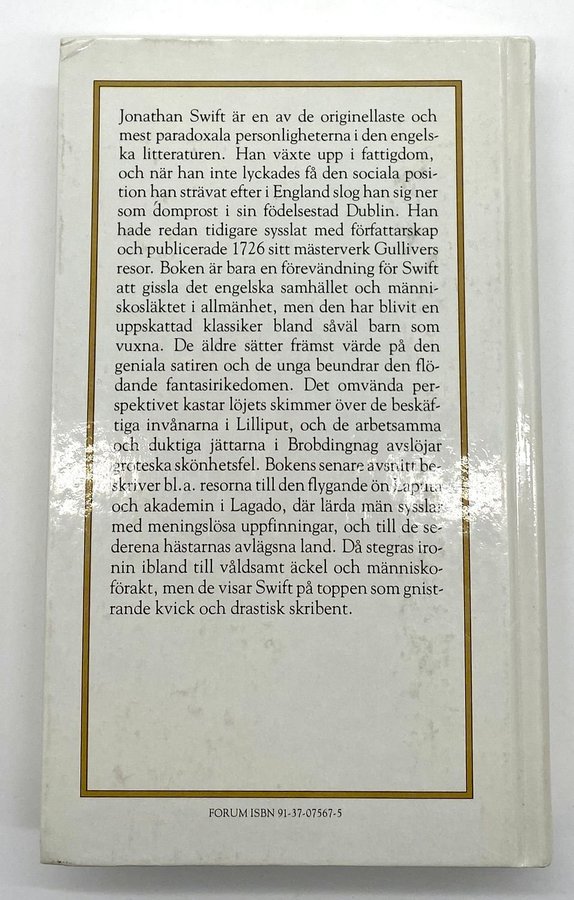 Jonathan Swift är en av de originellaste och
mest paradoxala personligheterna i den engels-
ka litteraturen. Han växte upp i fattigdom,
och när han inte lyckades få den sociala posi-
tion han strävat efter i England slog han sig ner
som domprost i sin födelsestad Dublin. Han
hade redan tidigare sysslat med författarskap
och publicerade 1726 sitt mästerverk Gullivers
resor. Boken är bara en förevändning för Swift
att gissla det engelska samhället och männi-
skosläktet i allmänhet, men den har blivit en
uppskattad klassiker bland såväl barn som
vuxna. De äldre sätter främst värde på den
geniala satiren och de unga beundrar den flö-
dande fantasirikedomen. Det omvända per-
spektivet kastar löjets skimmer över de beskäf-
tiga invånarna i Lilliput, och de arbetsamma
och duktiga jättarna i Brobdingnag avslöjar
groteska skönhetsfel. Bokens senare avsnitt be-
skriver bl.a. resorna till den flygande ön Laputa
och akademin i Lagado, där lärda män sysslar
med meningslösa uppfinningar, och till de se-
derena hästarnas avlägsna land. Då stegras iro-
nin ibland till våldsamt äckel och människo-
förakt, men de visar Swift på toppen som gnist-
rande kvick och drastisk skribent.
FORUM ISBN 91-37-07567-5